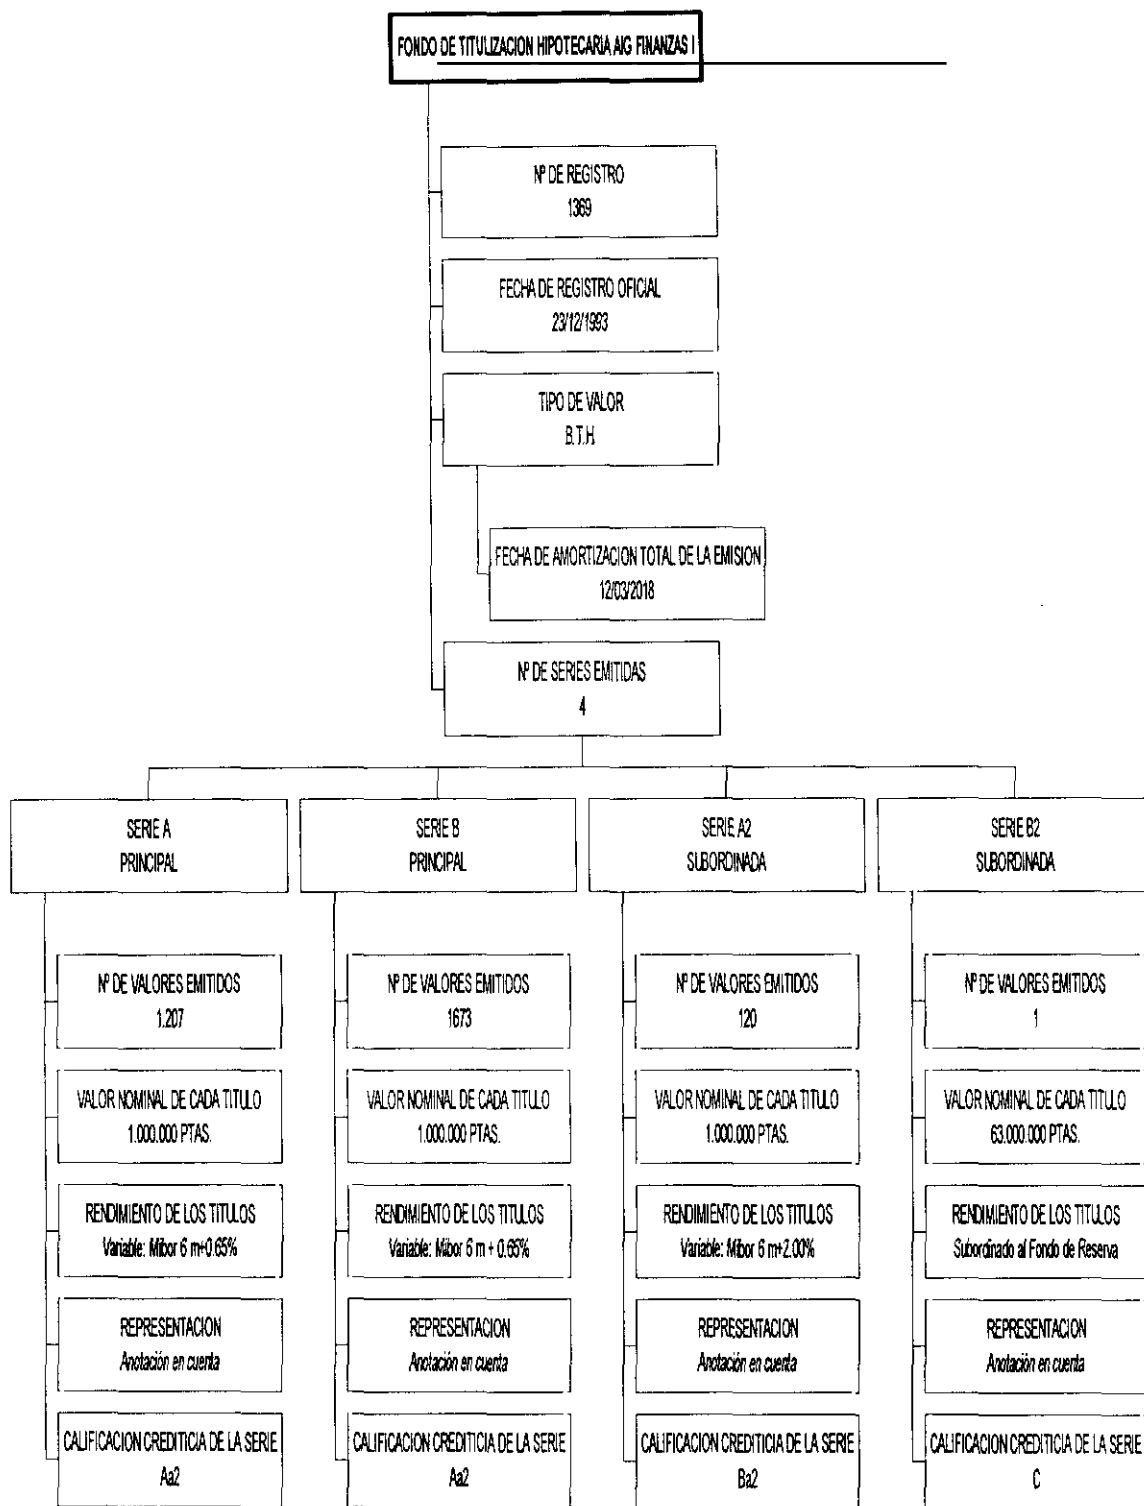 FONDO DE TITULIZACION HIPOTECARIA AIG FINANZAS I
Nº DE REGISTRO
1369
FECHA DE REGISTRO OFICIAL
23/12/1993
TIPO DE VALOR
B.T.H.
FECHA DE AMORTIZACION TOTAL DE LA EMISION
12/03/2018
Nº DE SERIES EMITIDAS
4
SERIE A
PRINCIPAL
Nº DE VALORES EMITIDOS
1.207
VALOR NOMINAL DE CADA TITULO
1.000.000 PTAS.
RENDIMIENTO DE LOS TITULOS
Variable: Mibor 6 m+0.65%
REPRESENTACION
Anotación en cuenta
CALIFICACION CREDITICIA DE LA SERIE
Aa2
SERIE B
PRINCIPAL
Nº DE VALORES EMITIDOS
1673
VALOR NOMINAL DE CADA TITULO
1.000.000 PTAS.
RENDIMIENTO DE LOS TITULOS
Variable: Mibor 6 m + 0.65%
REPRESENTACION
Anotación en cuenta
CALIFICACION CREDITICIA DE LA SERIE
Aa2
SERIE A2
SUBORDINADA
Nº DE VALORES EMITIDOS
120
VALOR NOMINAL DE CADA TITULO
1.000.000 PTAS.
RENDIMIENTO DE LOS TITULOS
Variable: Mibor 6 m+2.00%
REPRESENTACION
Anotación en cuenta
CALIFICACION CREDITICIA DE LA SERIE
Ba2
SERIE B2
SUBORDINADA
Nº DE VALORES EMITIDOS
1
VALOR NOMINAL DE CADA TITULO
63.000.000 PTAS.
RENDIMIENTO DE LOS TITULOS
Subordinado al Fondo de Reserva
REPRESENTACION
Anotación en cuenta
CALIFICACION CREDITICIA DE LA SERIE
C